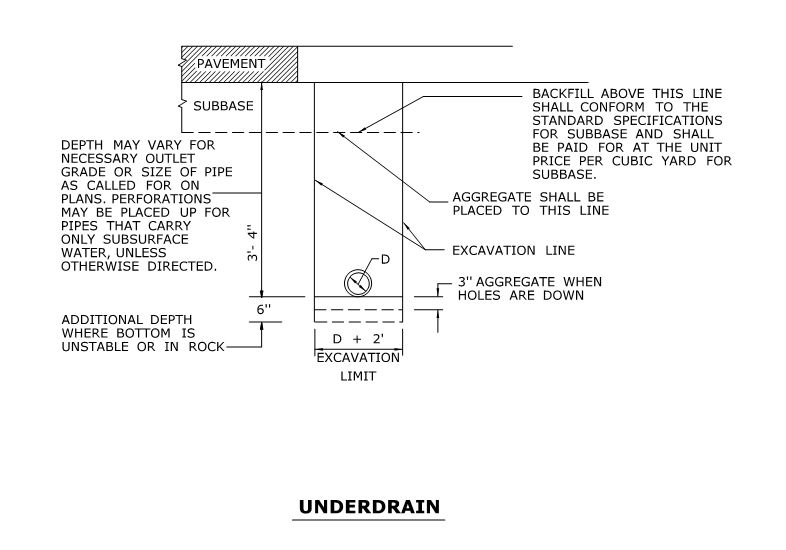 PAVEMENT
SUBBASE
BACKFILL ABOVE THIS LINE
SHALL CONFORM TO THE
STANDARD SPECIFICATIONS
FOR SUBBASE AND SHALL
BE PAID FOR AT THE UNIT
PRICE PER CUBIC YARD FOR
SUBBASE.
DEPTH MAY VARY FOR
NECESSARY OUTLET
GRADE OR SIZE OF PIPE
AS CALLED FOR ON
PLANS. PERFORATIONS
MAY BE PLACED UP FOR
PIPES THAT CARRY
ONLY SUBSURFACE
WATER, UNLESS
OTHERWISE DIRECTED.
3'- 4"
AGGREGATE SHALL BE
PLACED TO THIS LINE
EXCAVATION LINE
D
3" AGGREGATE WHEN
HOLES ARE DOWN
6"
ADDITIONAL DEPTH
WHERE BOTTOM IS
UNSTABLE OR IN ROCK
D + 2'
EXCAVATION
LIMIT
UNDERDRAIN